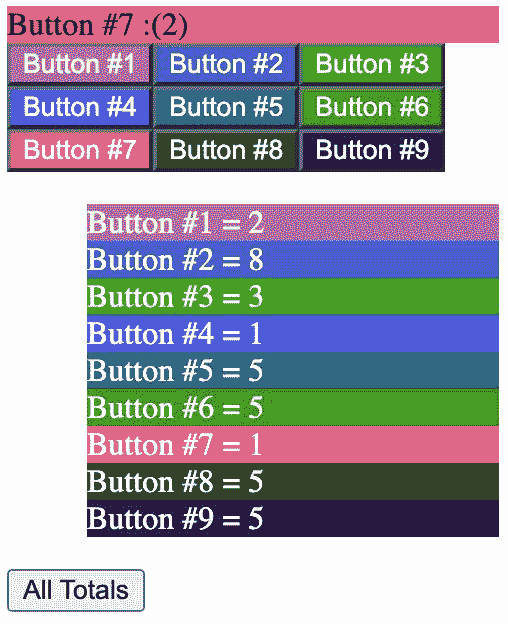 Button #7 :(2)
Button #1 Button #2 Button #3
Button #4 Button #5 Button #6
Button #7 Button #8 Button #9
Button #1 = 2
Button #2 = 8
Button #3 = 3
Button #4 = 1
Button #5 = 5
Button #6 = 5
Button #7 = 1
Button #8 = 5
Button #9 = 5
All Totals